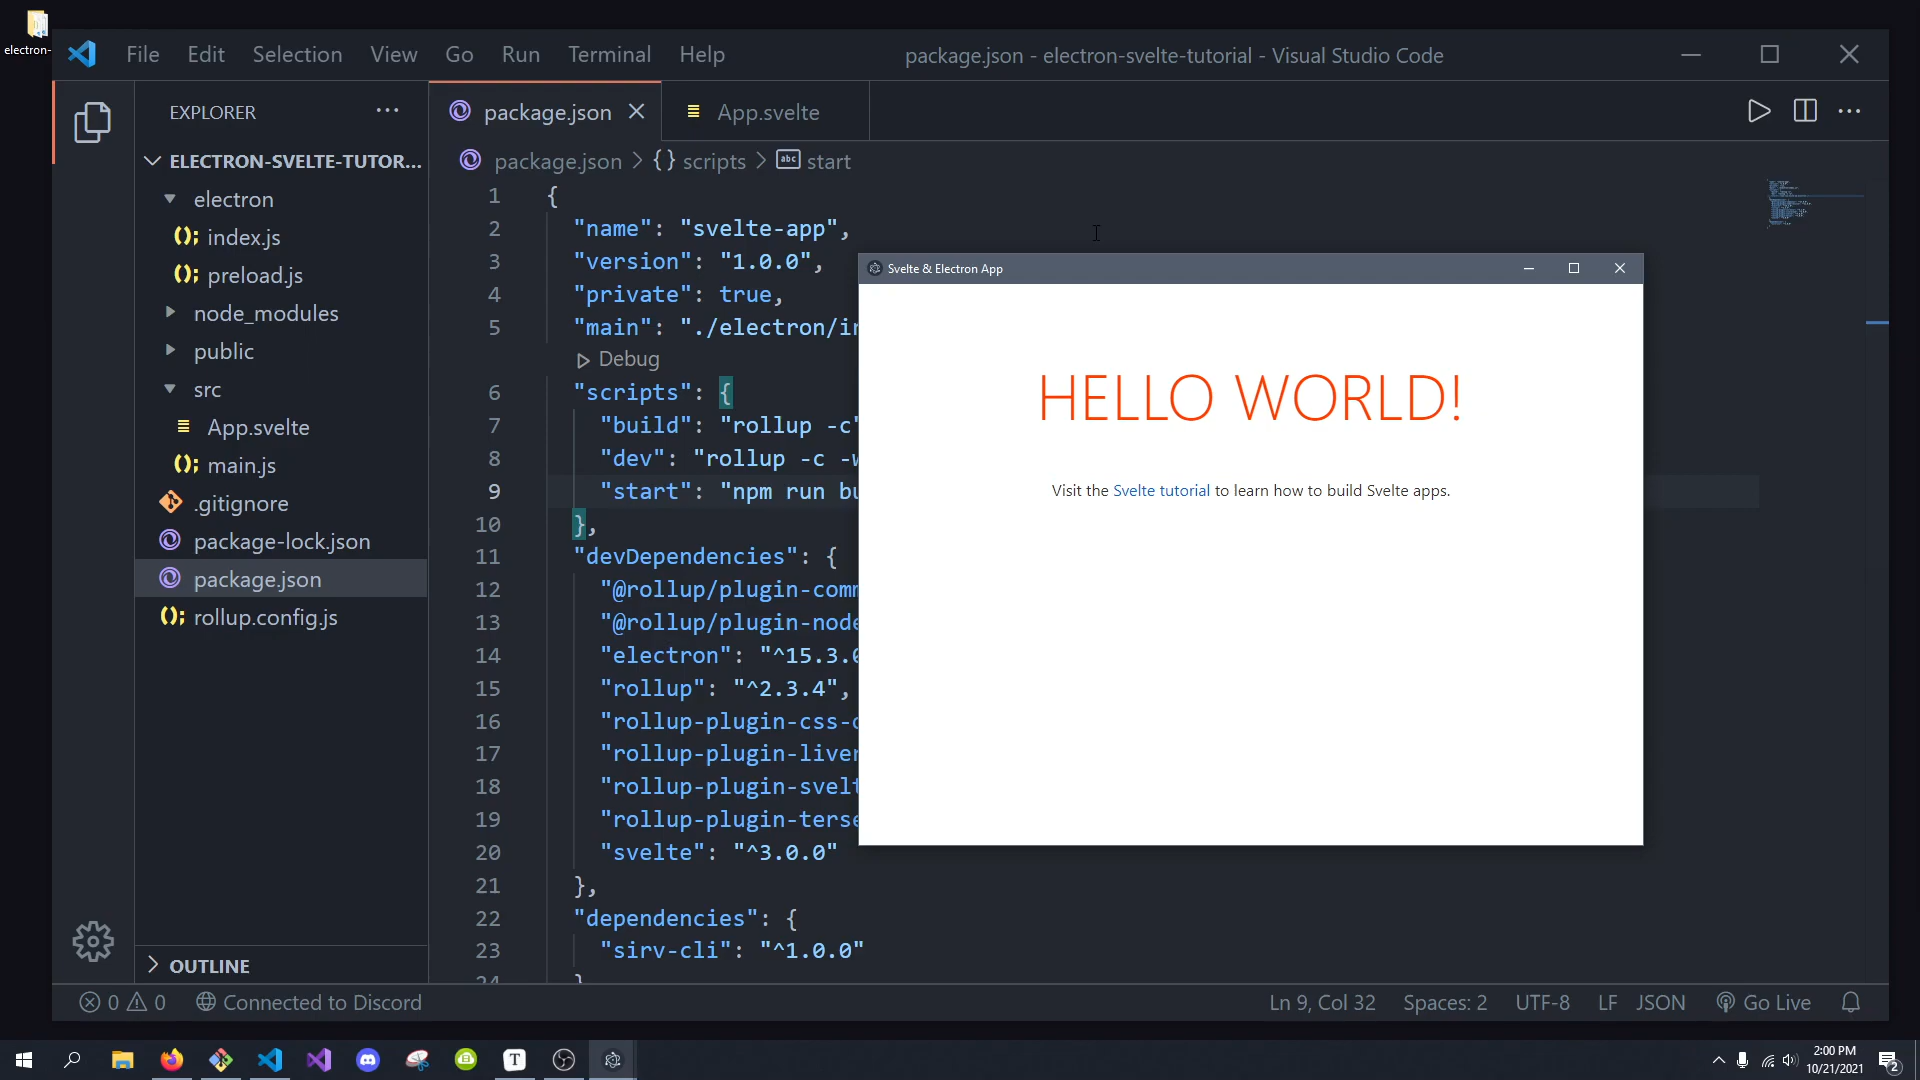 electron-
File Edit Selection View Go Run Terminal Help
package.json - electron-svelte-tutorial - Visual Studio Code
EXPLORER
ELECTRON-SVELTE-TUTOR...
electron
index.js
preload.js
node_modules
public
src
App.svelte
main.js
.gitignore
package-lock.json
package.json
rollup.config.js
OUTLINE
package.json App.svelte
package.json > {} scripts > abc start
1 {
2 "name": "svelte-app",
3 "version": "1.0.0",
4 "private": true,
5 "main": "./electron/in
Debug
6 "scripts": {
7 "build": "rollup -c"
8 "dev": "rollup -c -w
9 "start": "npm run bu
10 },
11 "devDependencies": {
12 "@rollup/plugin-comm
13 "@rollup/plugin-node
14 "electron": "^15.3.0
15 "rollup": "^2.3.4",
16 "rollup-plugin-css-o
17 "rollup-plugin-liver
18 "rollup-plugin-svelt
19 "rollup-plugin-terse
20 "svelte": "^3.0.0"
21 },
22 "dependencies": {
23 "sirv-cli": "^1.0.0"
24 }
Svelte & Electron App
HELLO WORLD!
Visit the Svelte tutorial to learn how to build Svelte apps.
0 0 Connected to Discord
Ln 9, Col 32 Spaces: 2 UTF-8 LF JSON Go Live
T
2:00 PM
10/21/2021
2